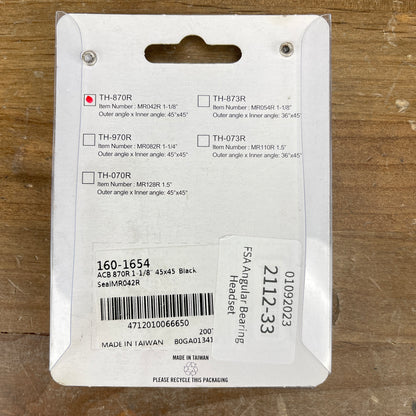 TH-870R
Item Number : MR042R 1-1/8"
Outer angle x Inner angle: 45°x45°
TH-873R
Item Number : MR054R 1-1/8"
Outer angle x Inner angle: 36°x45°
TH-970R
Item Number : MR082R 1-1/4"
Outer angle x Inner angle: 45°x45°
TH-073R
Item Number : MR110R 1.5"
Outer angle x Inner angle: 36°x45°
TH-070R
Item Number : MR128R 1.5"
Outer angle x Inner angle: 45°x45°
160-1654
ACB 870R 1-1/8" 45x45 Black
SealMR042R
4712010066650
200
MADE IN TAIWAN B0GA01341
01092023
2112-33
FSA Angular Bearing
Headset
MADE IN TAIWAN
PLEASE RECYCLE THIS PACKAGING